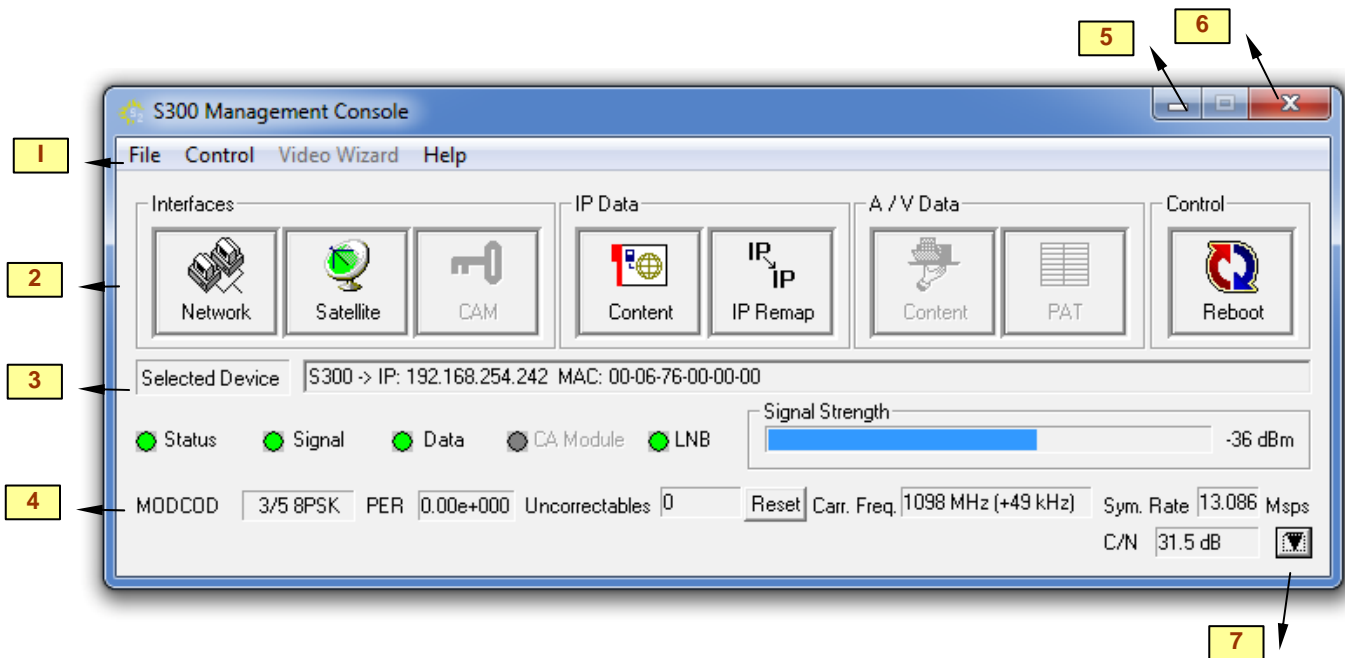 5
6
S300 Management Console
X
I
File Control Video Wizard Help
Interfaces IP Data A / V Data Control
2
IP
IP
Network Satellite CAM Content IP Remap Content PAT Reboot
3
Selected Device S300 -> IP: 192.168.254.242 MAC: 00-06-76-00-00-00
Signal Strength
Status Signal Data CA Module LNB -36 dBm
4
MODCOD 3/5 8PSK PER 0.00e+000 Uncorrectables 0 Reset Carr. Freq. 1098 MHz (+49 kHz) Sym. Rate 13.086 Msps
C/N 31.5 dB
7